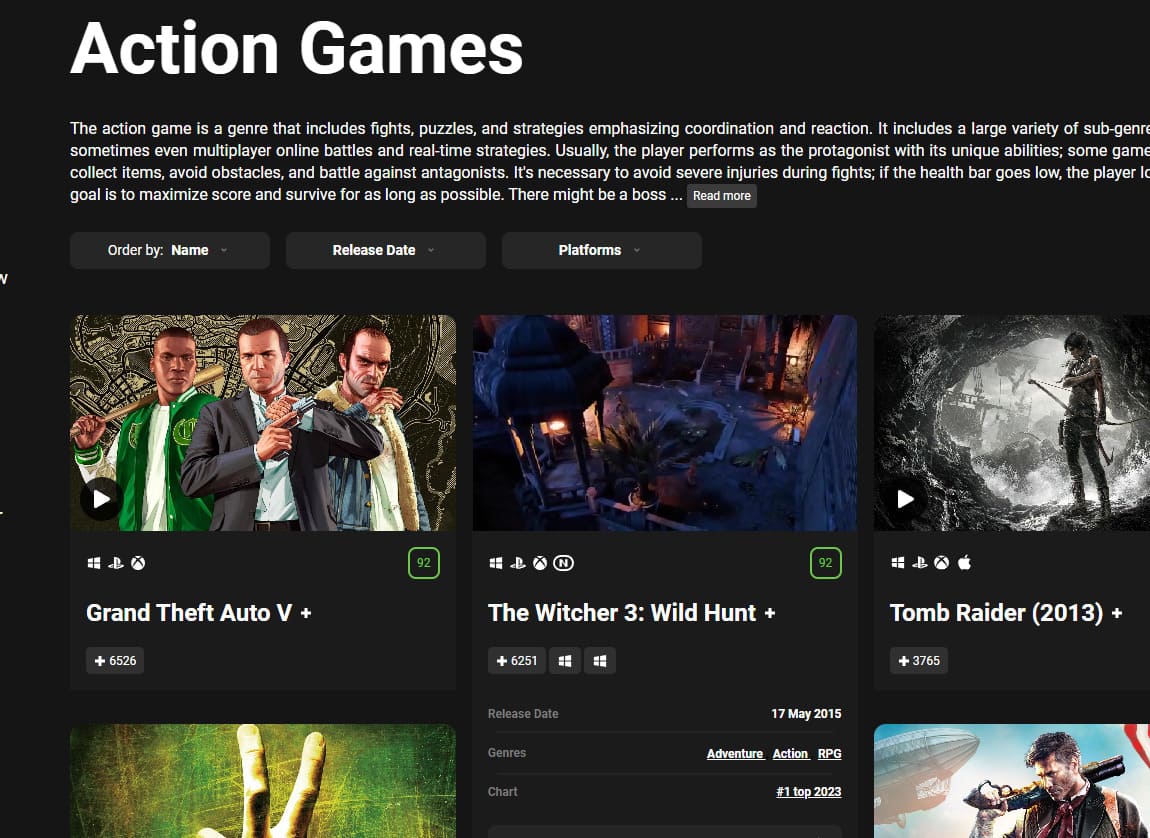 Action Games
The action game is a genre that includes fights, puzzles, and strategies emphasizing coordination and reaction. It includes a large variety of
sometimes even multiplayer online battles and real-time strategies. Usually, the player performs as the protagonist with its unique abilities; some
collect items, avoid obstacles, and battle against antagonists. It's necessary to avoid severe injuries during fights; if the health bar goes low, the player
goal is to maximize score and survive for as long as possible. There might be a boss ... Read more
Order by: Name
Release Date
Platforms
92
Grand Theft Auto V +
+ 6526
N
92
The Witcher 3: Wild Hunt +
+ 6251
Release Date 17 May 2015
Genres Adventure Action RPG
Chart #1 top 2023
Tomb Raider (2013) +
+ 3765